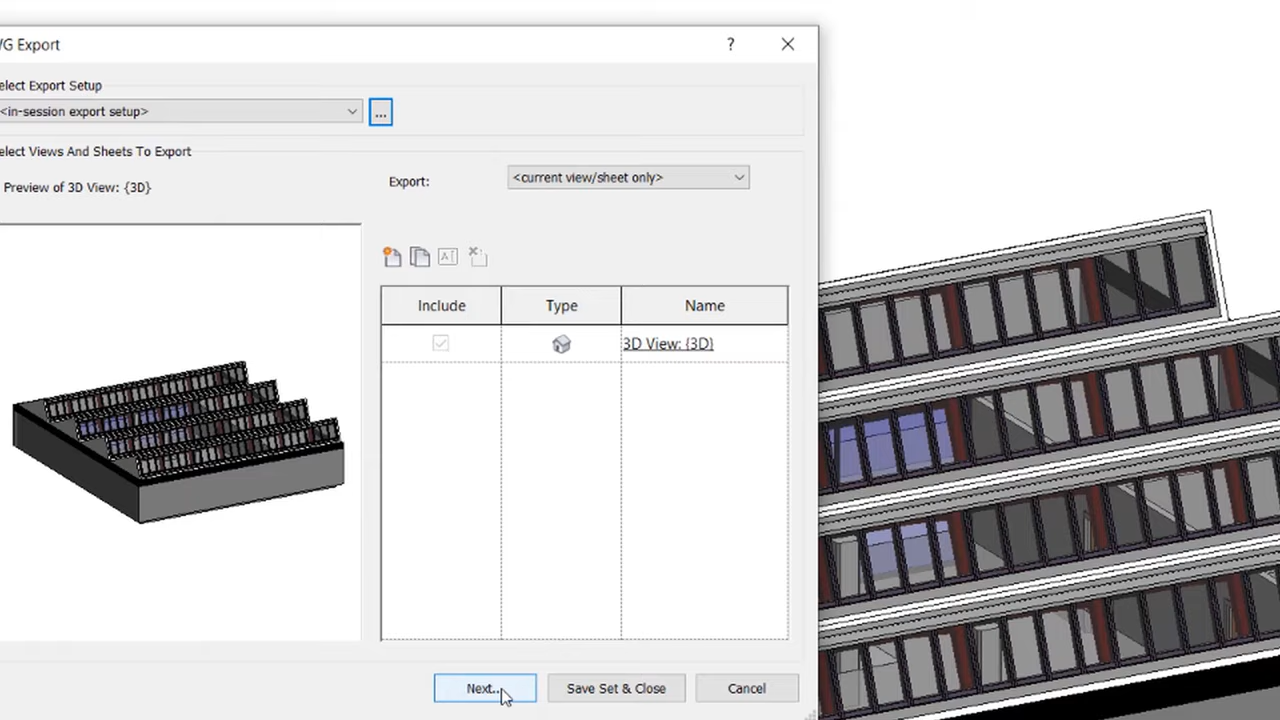 VG Export
?
elect Export Setup
<in-session export setup>
...
elect Views And Sheets To Export
Preview of 3D View: {3D}
Export:
<current view/sheet only>
Include Type Name
3D View: {3D}
Next...
Save Set & Close
Cancel